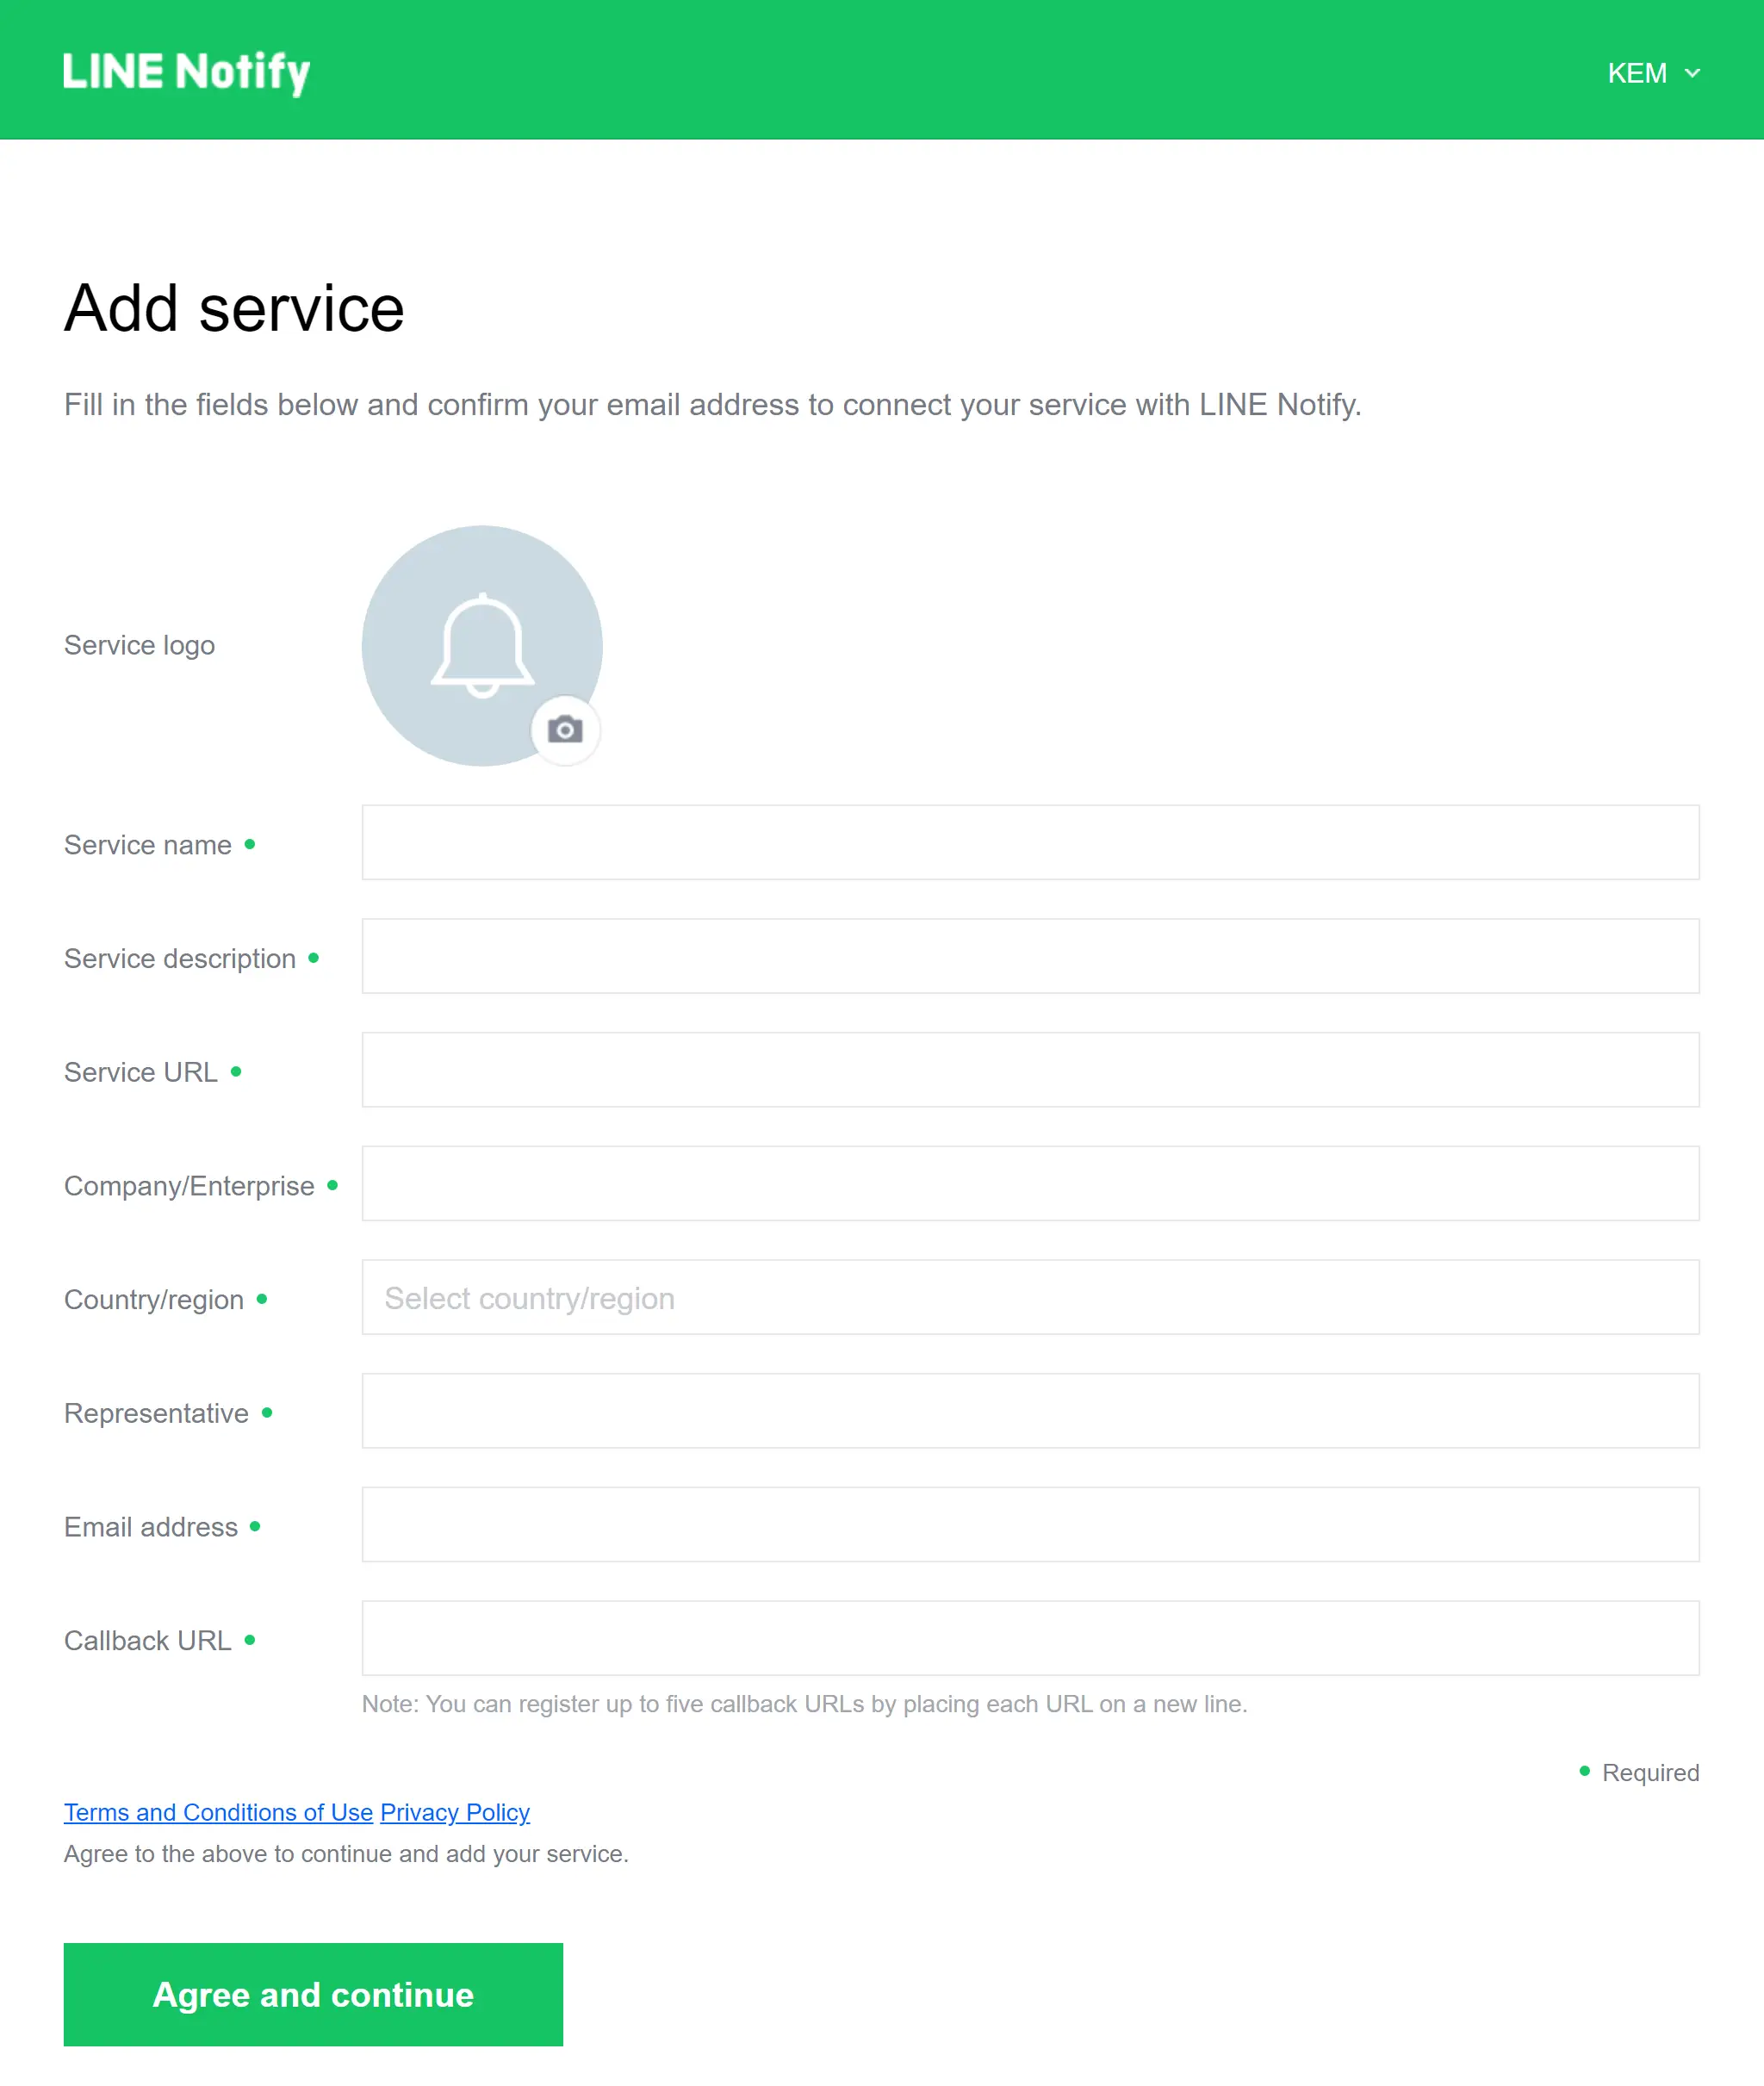 LINE Notify
KEM
Add service
Fill in the fields below and confirm your email address to connect your service with LINE Notify.
Service logo
Service name
Service description
Service URL
Company/Enterprise
Country/region
Select country/region
Representative
Email address
Callback URL
Note: You can register up to five callback URLs by placing each URL on a new line.
Required
Terms and Conditions of Use Privacy Policy
Agree to the above to continue and add your service.
Agree and continue